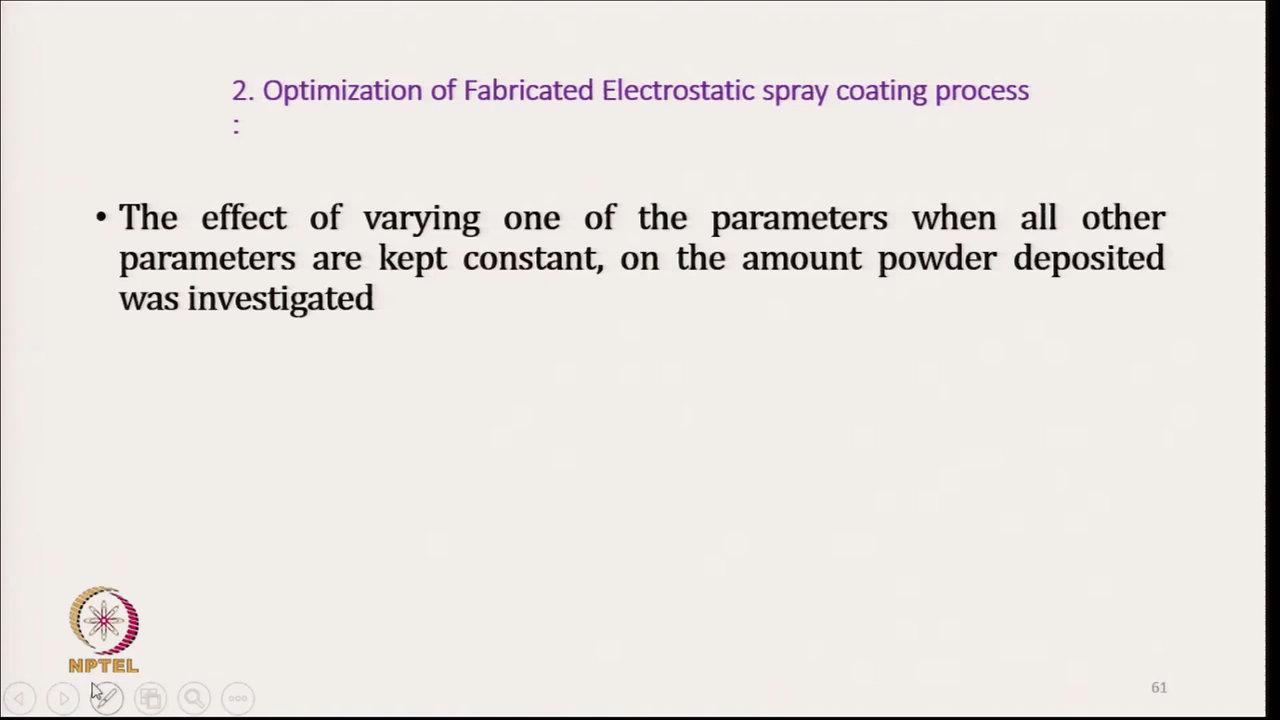 2. Optimization of Fabricated Electrostatic spray coating process
:
• The effect of varying one of the parameters when all other
parameters are kept constant, on the amount powder deposited
was investigated
NPTEL
61